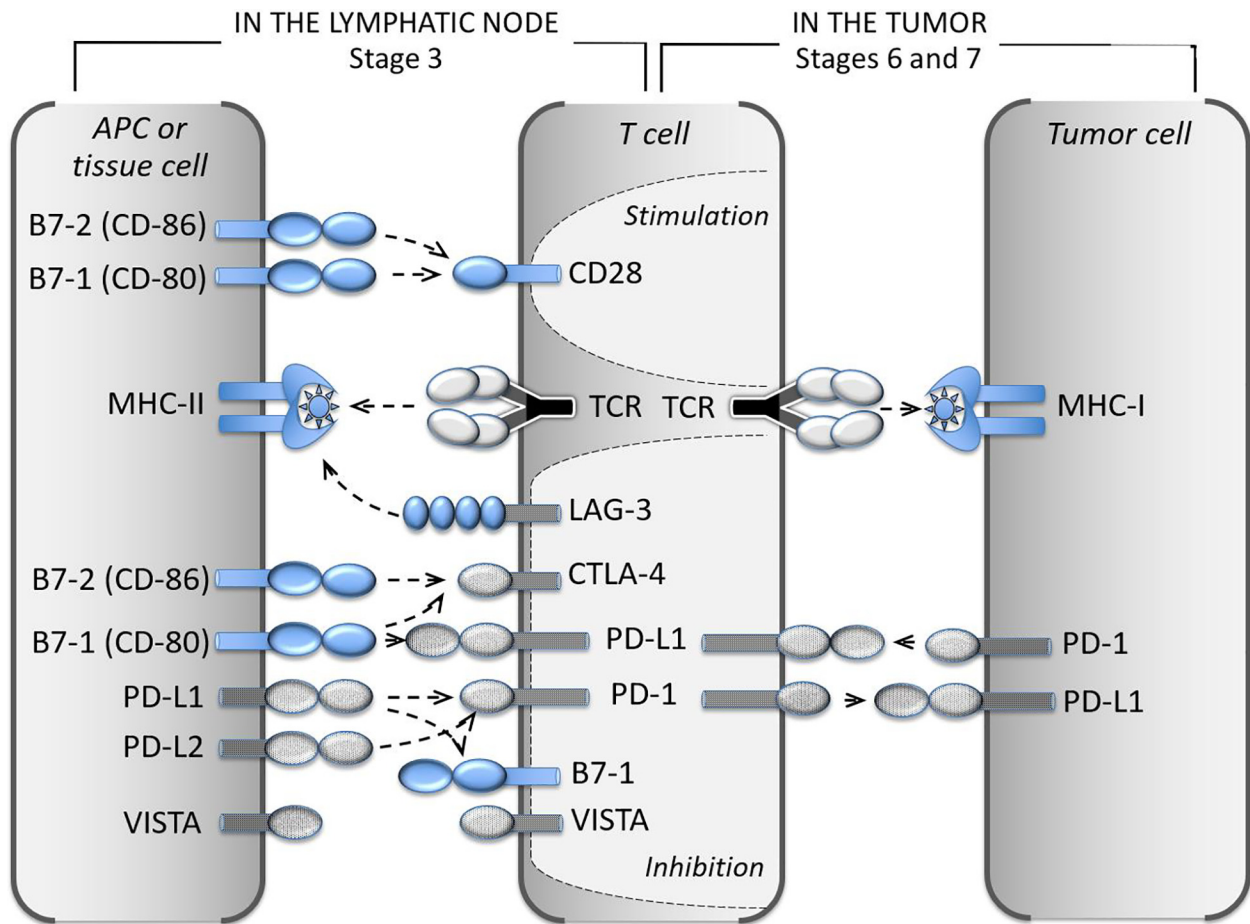 IN THE LYMPHATIC NODE
Stage 3
IN THE TUMOR
Stages 6 and 7
APC or
tissue cell
T cell
Tumor cell
Stimulation
B7-2 (CD-86)
B7-1 (CD-80)
CD28
MHC-II
TCR
TCR
MHC-I
LAG-3
B7-2 (CD-86)
CTLA-4
B7-1 (CD-80)
PD-L1
PD-1
PD-L1
PD-1
PD-L1
PD-L2
B7-1
VISTA
VISTA
Inhibition